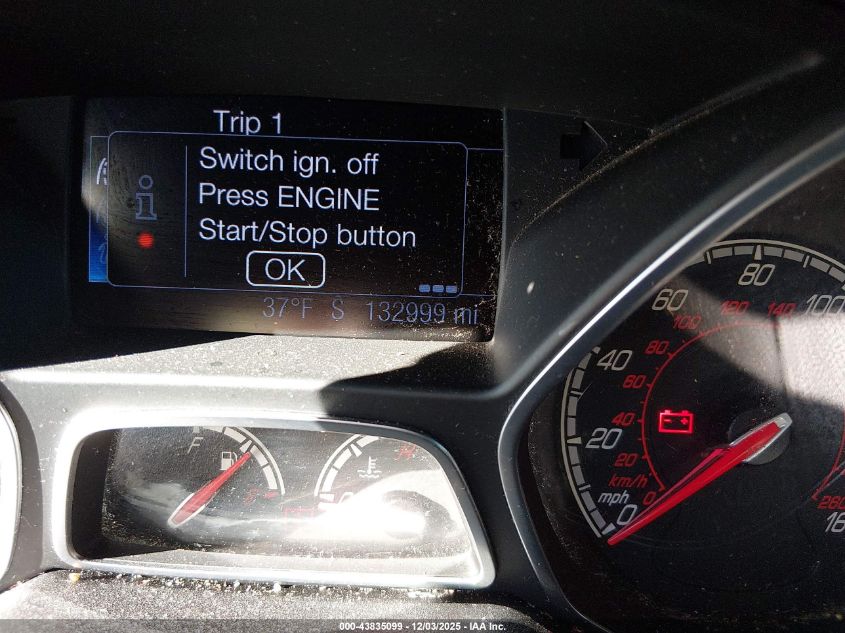 Trip 1
Switch ign. off
Press ENGINE
Start/Stop button
OK
37°F S 132999 mi
F
H
0 20 40 60 80 100
0 20 40 60 80 100 120 140
km/h
mph
260
000-43835099 - 12/03/2025 - IAA Inc.